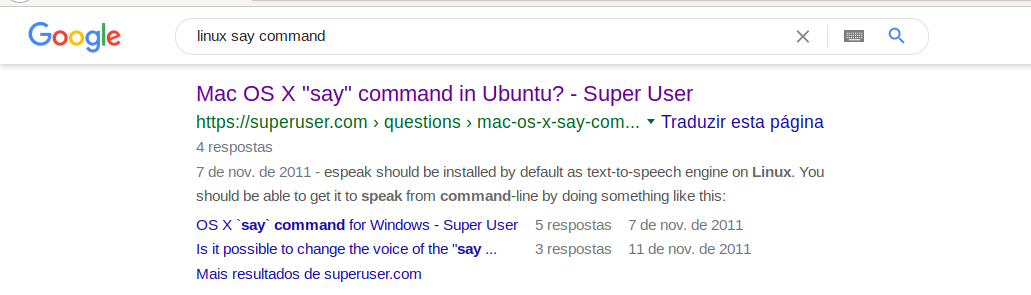 Google
linux say command
Mac OS X "say" command in Ubuntu? - Super User
https://superuser.com › questions › mac-os-x-say-com... Traduzir esta página
4 respostas
7 de nov. de 2011 - espeak should be installed by default as text-to-speech engine on Linux. You
should be able to get it to speak from command-line by doing something like this:
OS X `say` command for Windows - Super User 5 respostas 7 de nov. de 2011
Is it possible to change the voice of the "say ... 3 respostas 11 de nov. de 2011
Mais resultados de superuser.com